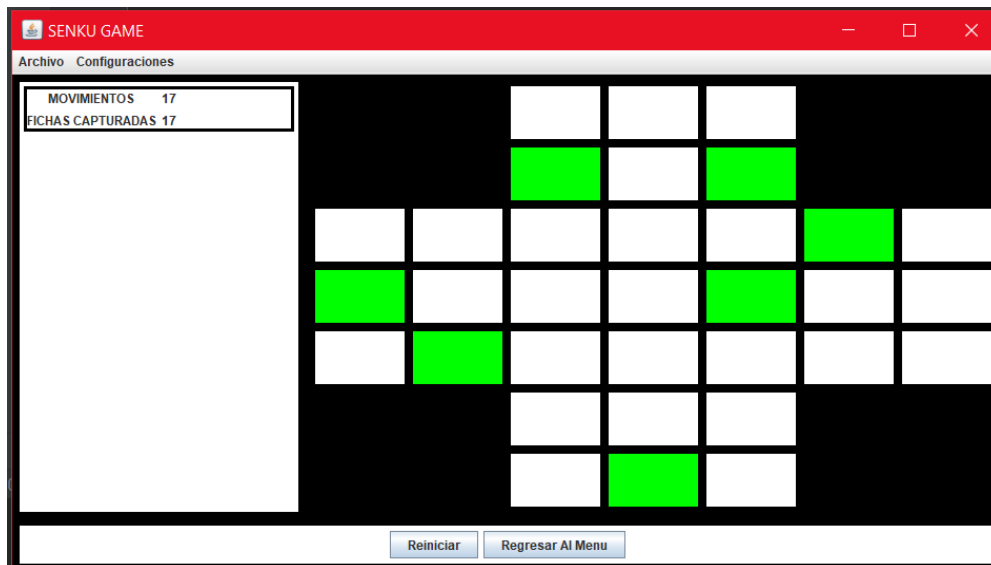 SENKU GAME
Archivo Configuraciones
MOVIMIENTOS 17
FICHAS CAPTURADAS 17
Reiniciar Regresar Al Menu